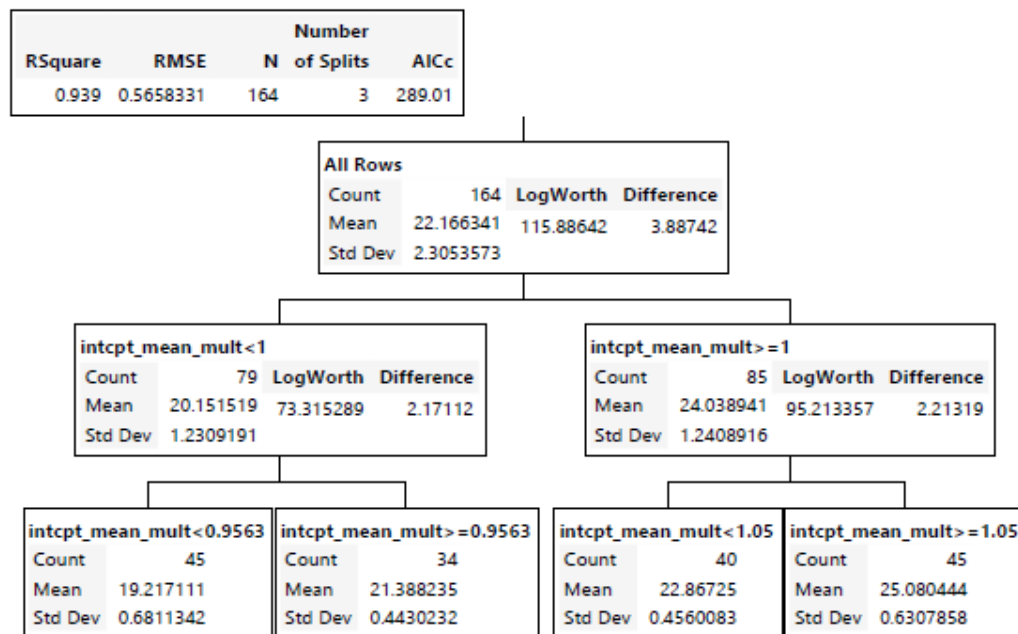 Number
RSquare RMSE N of Splits AICc
0.939 0.5658331 164 3 289.01
All Rows
Count 164 LogWorth Difference
Mean 22.166341 115.88642 3.88742
Std Dev 2.3053573
intcpt_mean_mult<1
Count 79 LogWorth Difference
Mean 20.151519 73.315289 2.17112
Std Dev 1.2309191
intcpt_mean_mult>=1
Count 85 LogWorth Difference
Mean 24.038941 95.213357 2.21319
Std Dev 1.2408916
intcpt_mean_mult<0.9563
Count 45
Mean 19.217111
Std Dev 0.6811342
intcpt_mean_mult>=0.9563
Count 34
Mean 21.388235
Std Dev 0.4430232
intcpt_mean_mult<1.05
Count 40
Mean 22.86725
Std Dev 0.4560083
intcpt_mean_mult>=1.05
Count 45
Mean 25.080444
Std Dev 0.6307858